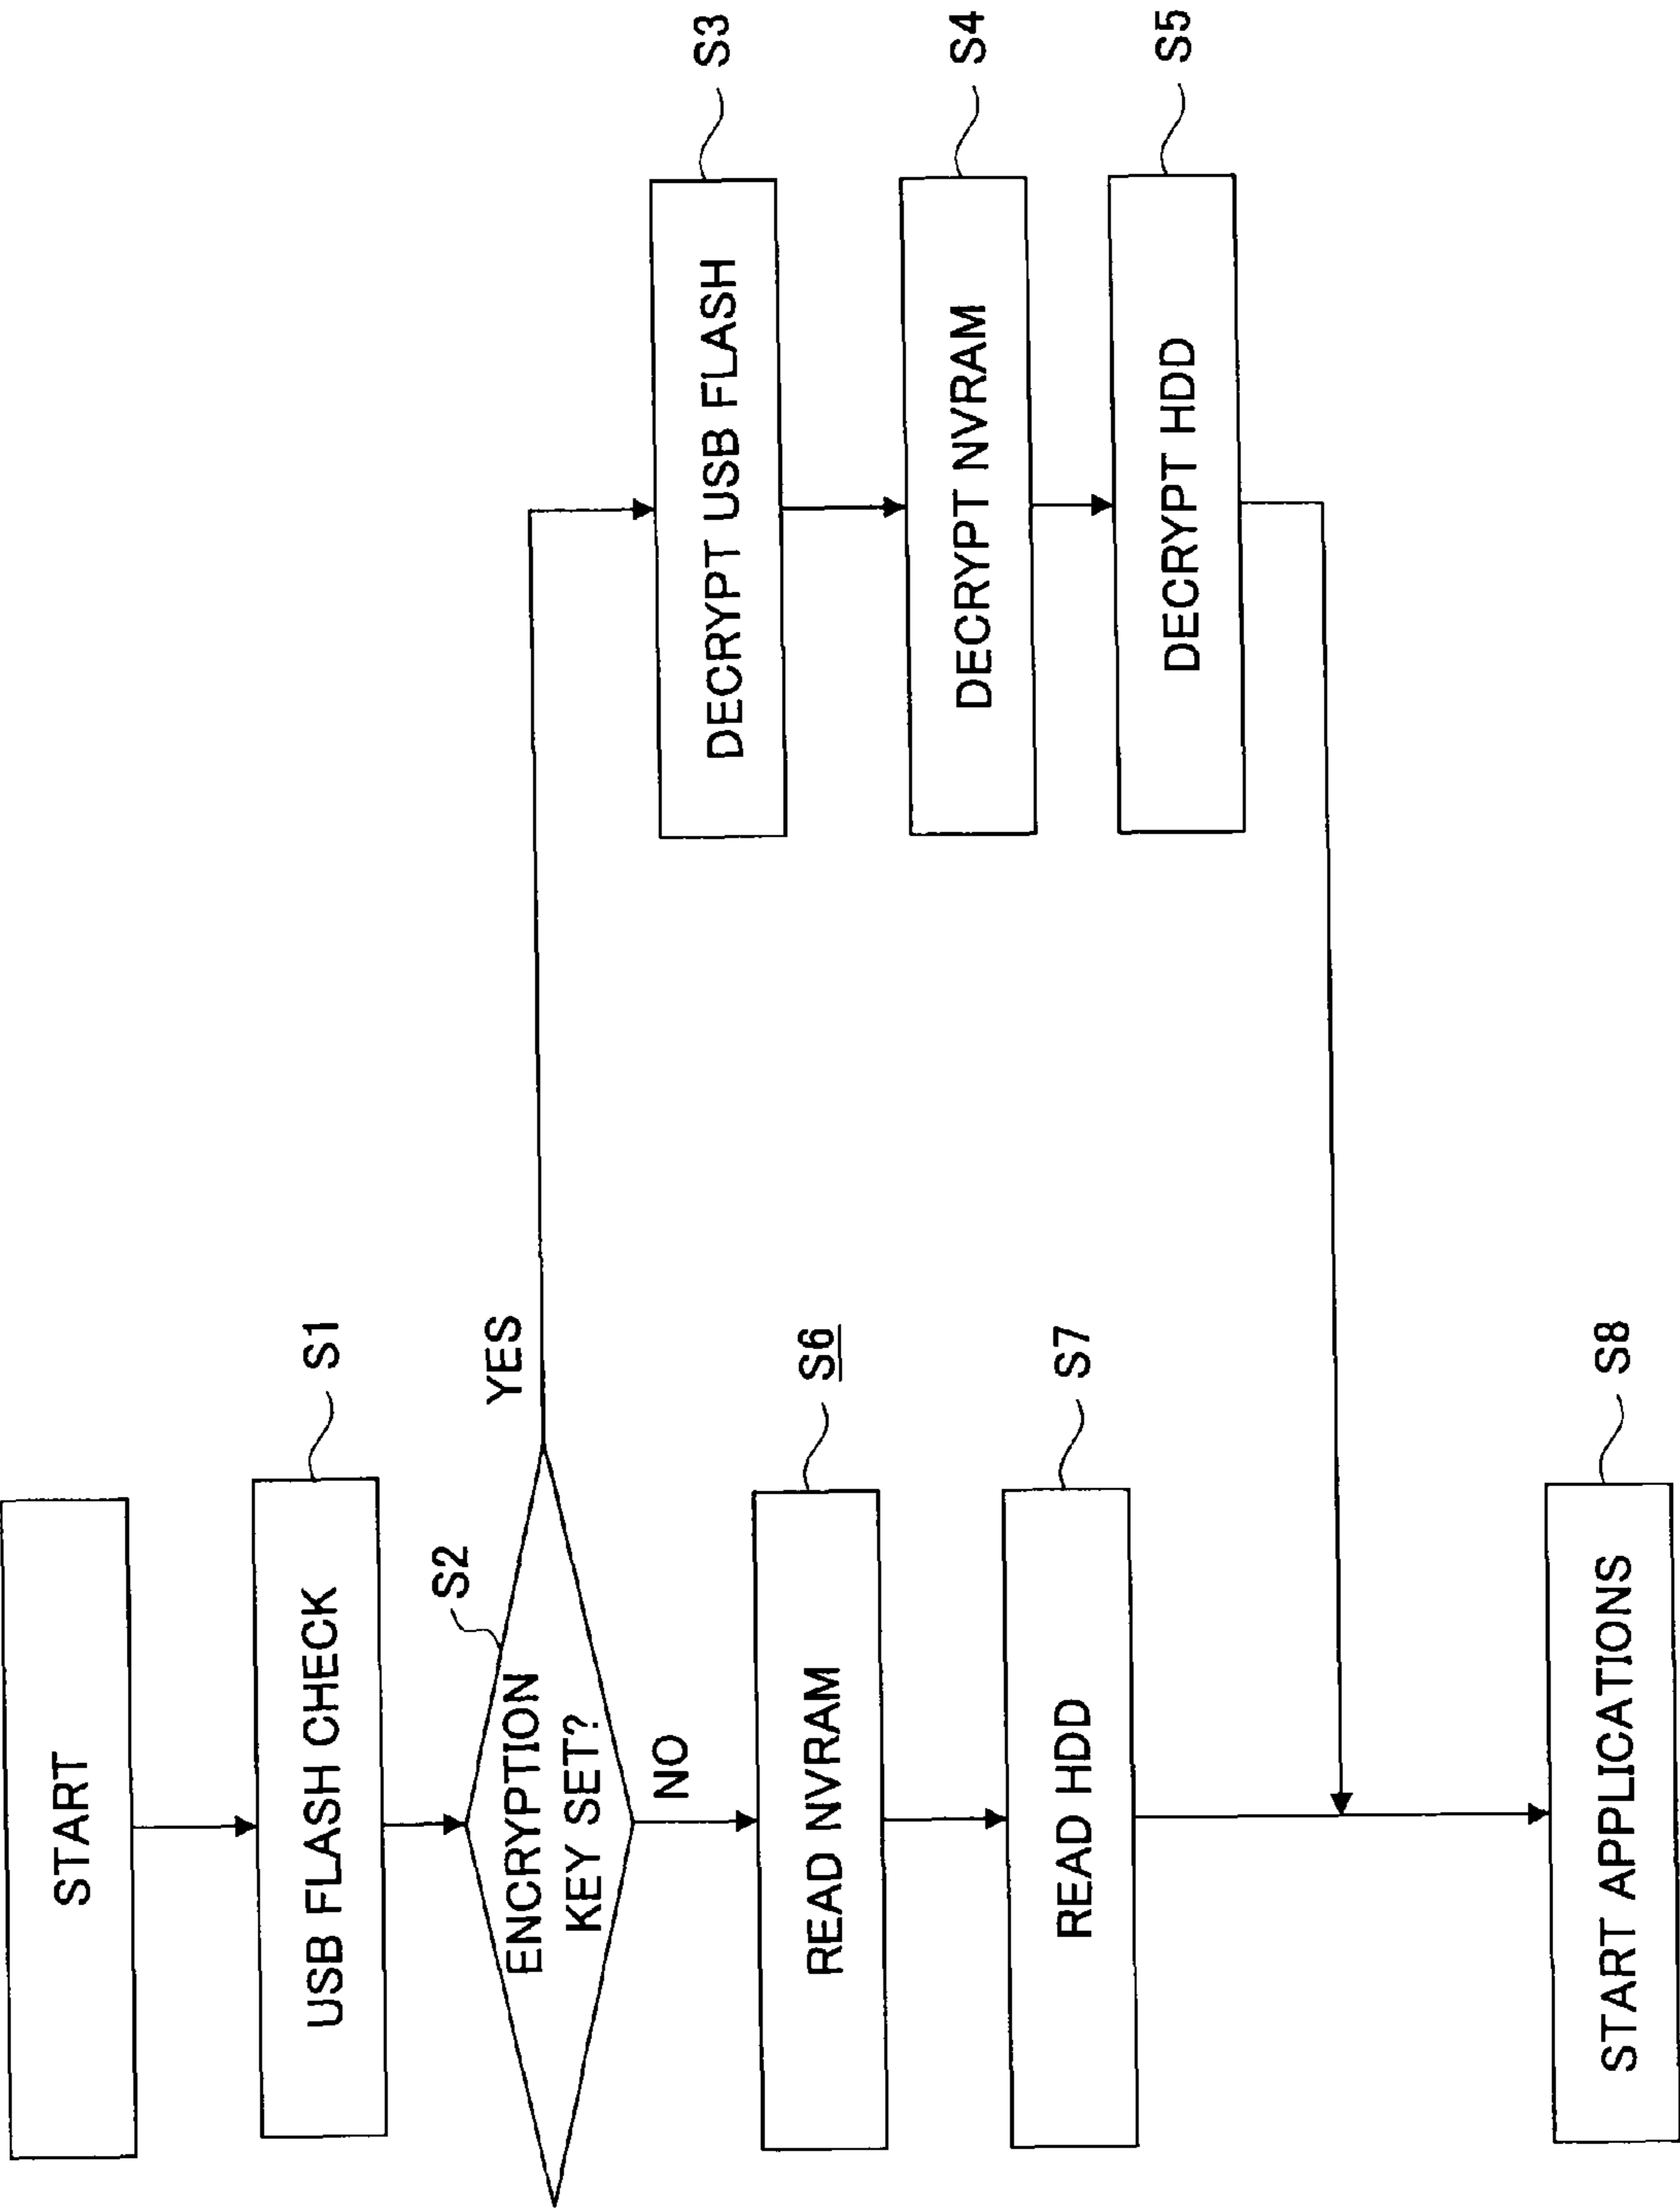 START
USB FLASH CHECK
S1
S2
ENCRYPTION
KEY SET?
YES
NO
DECRYPT USB FLASH
S3
DECRYPT NVRAM
S4
DECRYPT HDD
S5
READ NVRAM
S6
READ HDD
S7
START APPLICATIONS
S8